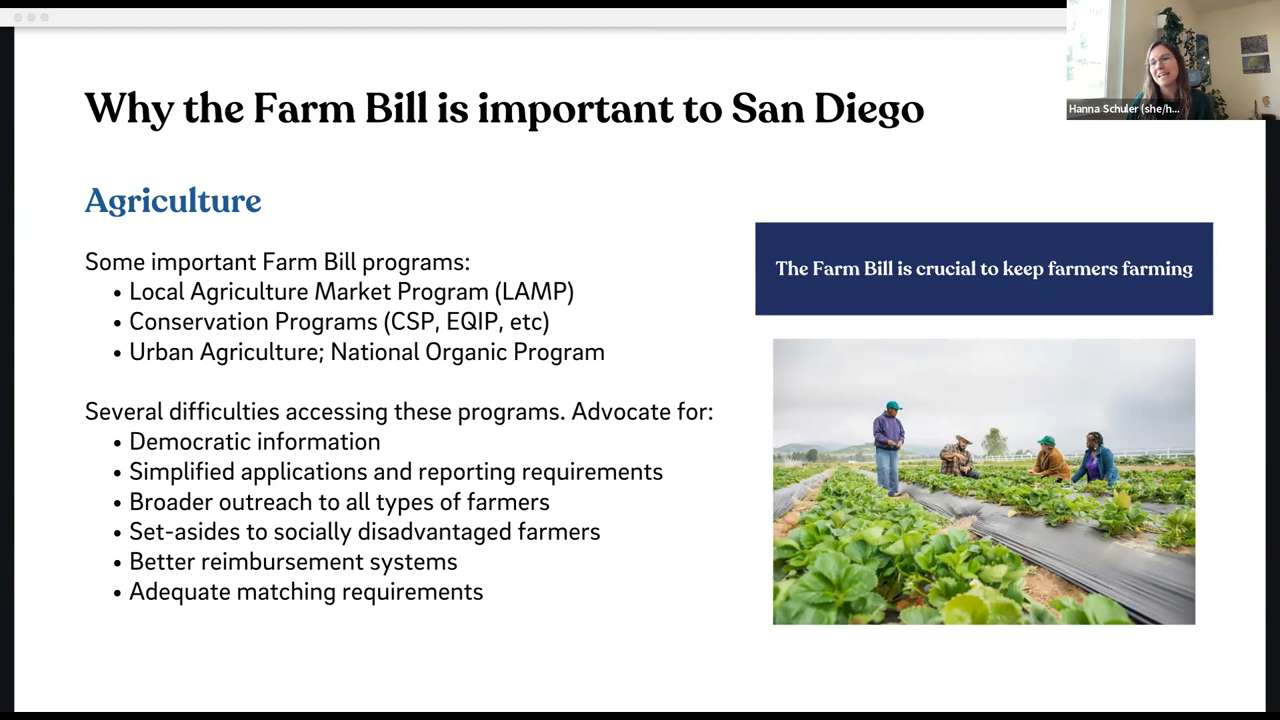 Why the Farm Bill is important to San Diego
Hanna Schuler (she/h...
Agriculture
Some important Farm Bill programs:
• Local Agriculture Market Program (LAMP)
• Conservation Programs (CSP, EQIP, etc)
• Urban Agriculture; National Organic Program
Several difficulties accessing these programs. Advocate for:
• Democratic information
• Simplified applications and reporting requirements
• Broader outreach to all types of farmers
• Set-asides to socially disadvantaged farmers
• Better reimbursement systems
• Adequate matching requirements
The Farm Bill is crucial to keep farmers farming